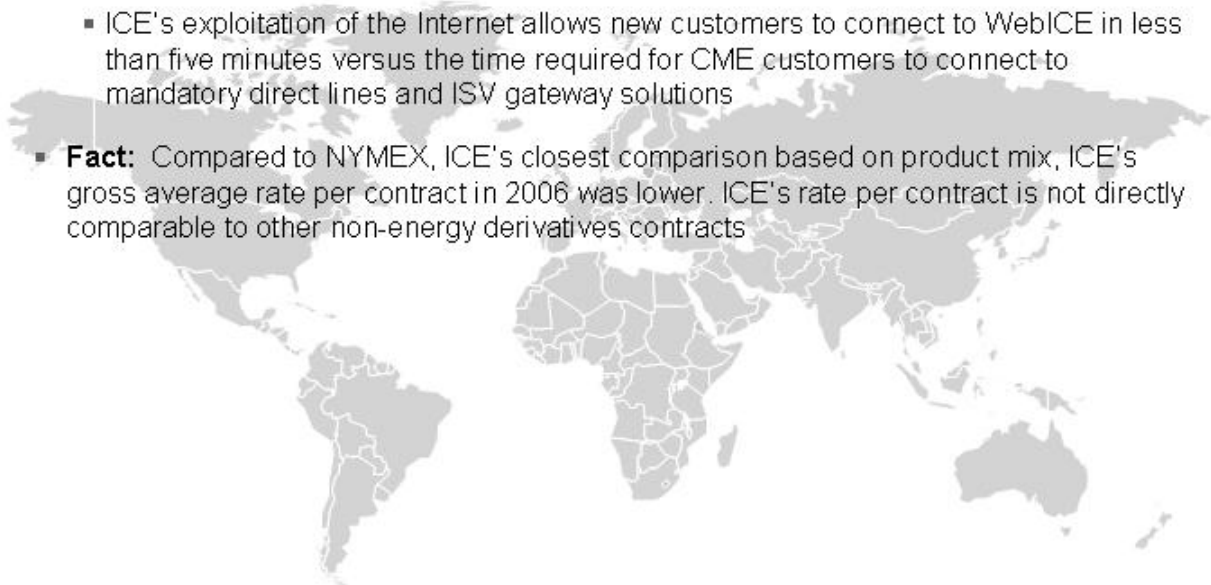 ▪ ICE's exploitation of the Internet allows new customers to connect to WebICE in less
than five minutes versus the time required for CME customers to connect to
mandatory direct lines and ISV gateway solutions
▪ Fact: Compared to NYMEX, ICE's closest comparison based on product mix, ICE's
gross average rate per contract in 2006 was lower. ICE's rate per contract is not directly
comparable to other non-energy derivatives contracts